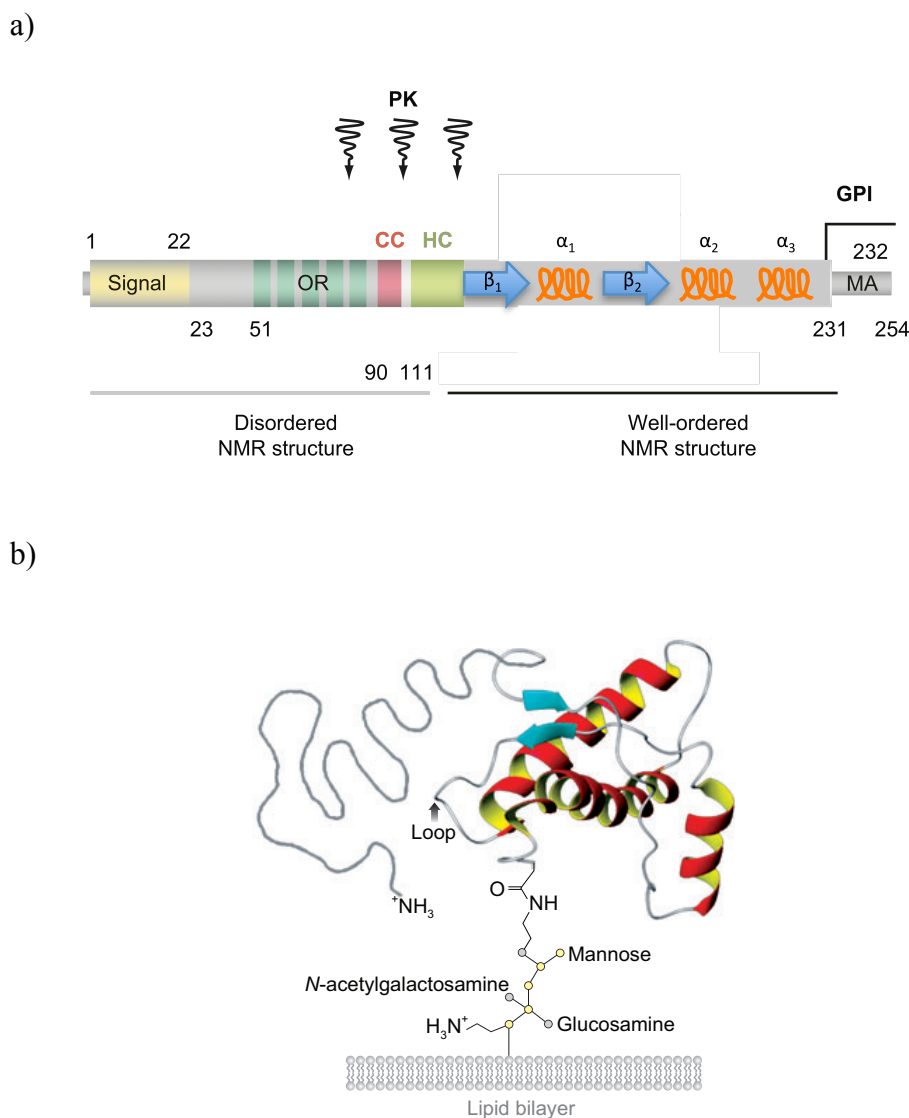 a)
PK
GPI
1 22 CC HC α1 α2 α3 232
Signal OR β1 β2 MA
23 51 231 254
90 111
Disordered
NMR structure
Well-ordered
NMR structure
b)
Loop
+NH3
O
NH
Mannose
N-acetylgalactosamine
H3N+
Glucosamine
Lipid bilayer